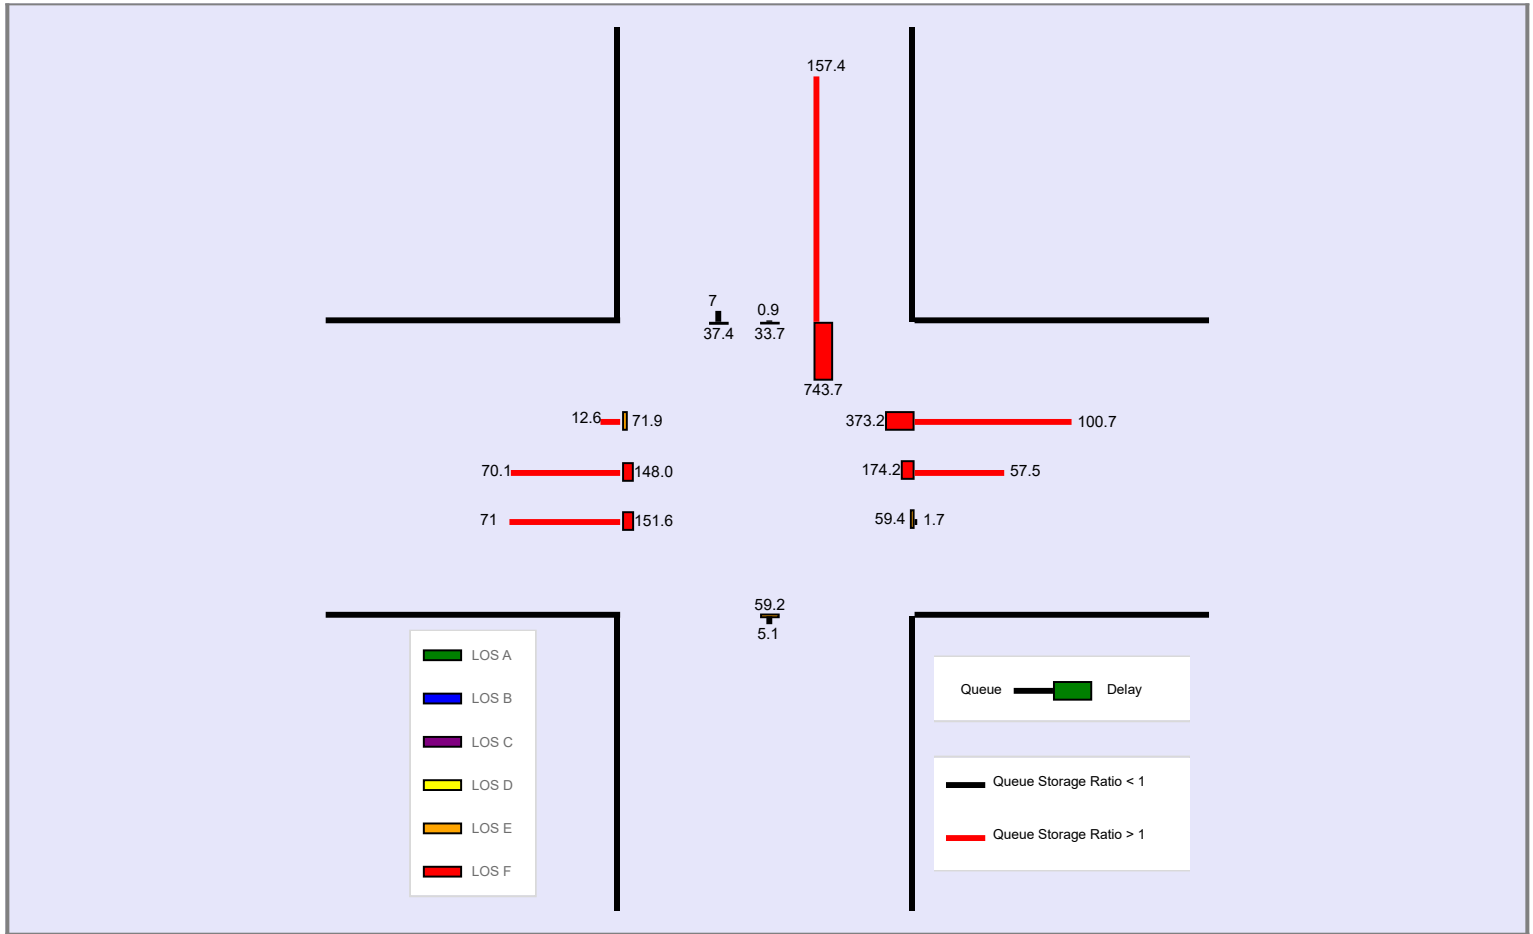 157.4
7
0.9
37.4
33.7
743.7
12.6
71.9
373.2
100.7
70.1
148.0
174.2
57.5
71
151.6
59.4
1.7
59.2
5.1
LOS A
LOS B
LOS C
LOS D
LOS E
LOS F
Queue
Delay
Queue Storage Ratio < 1
Queue Storage Ratio > 1